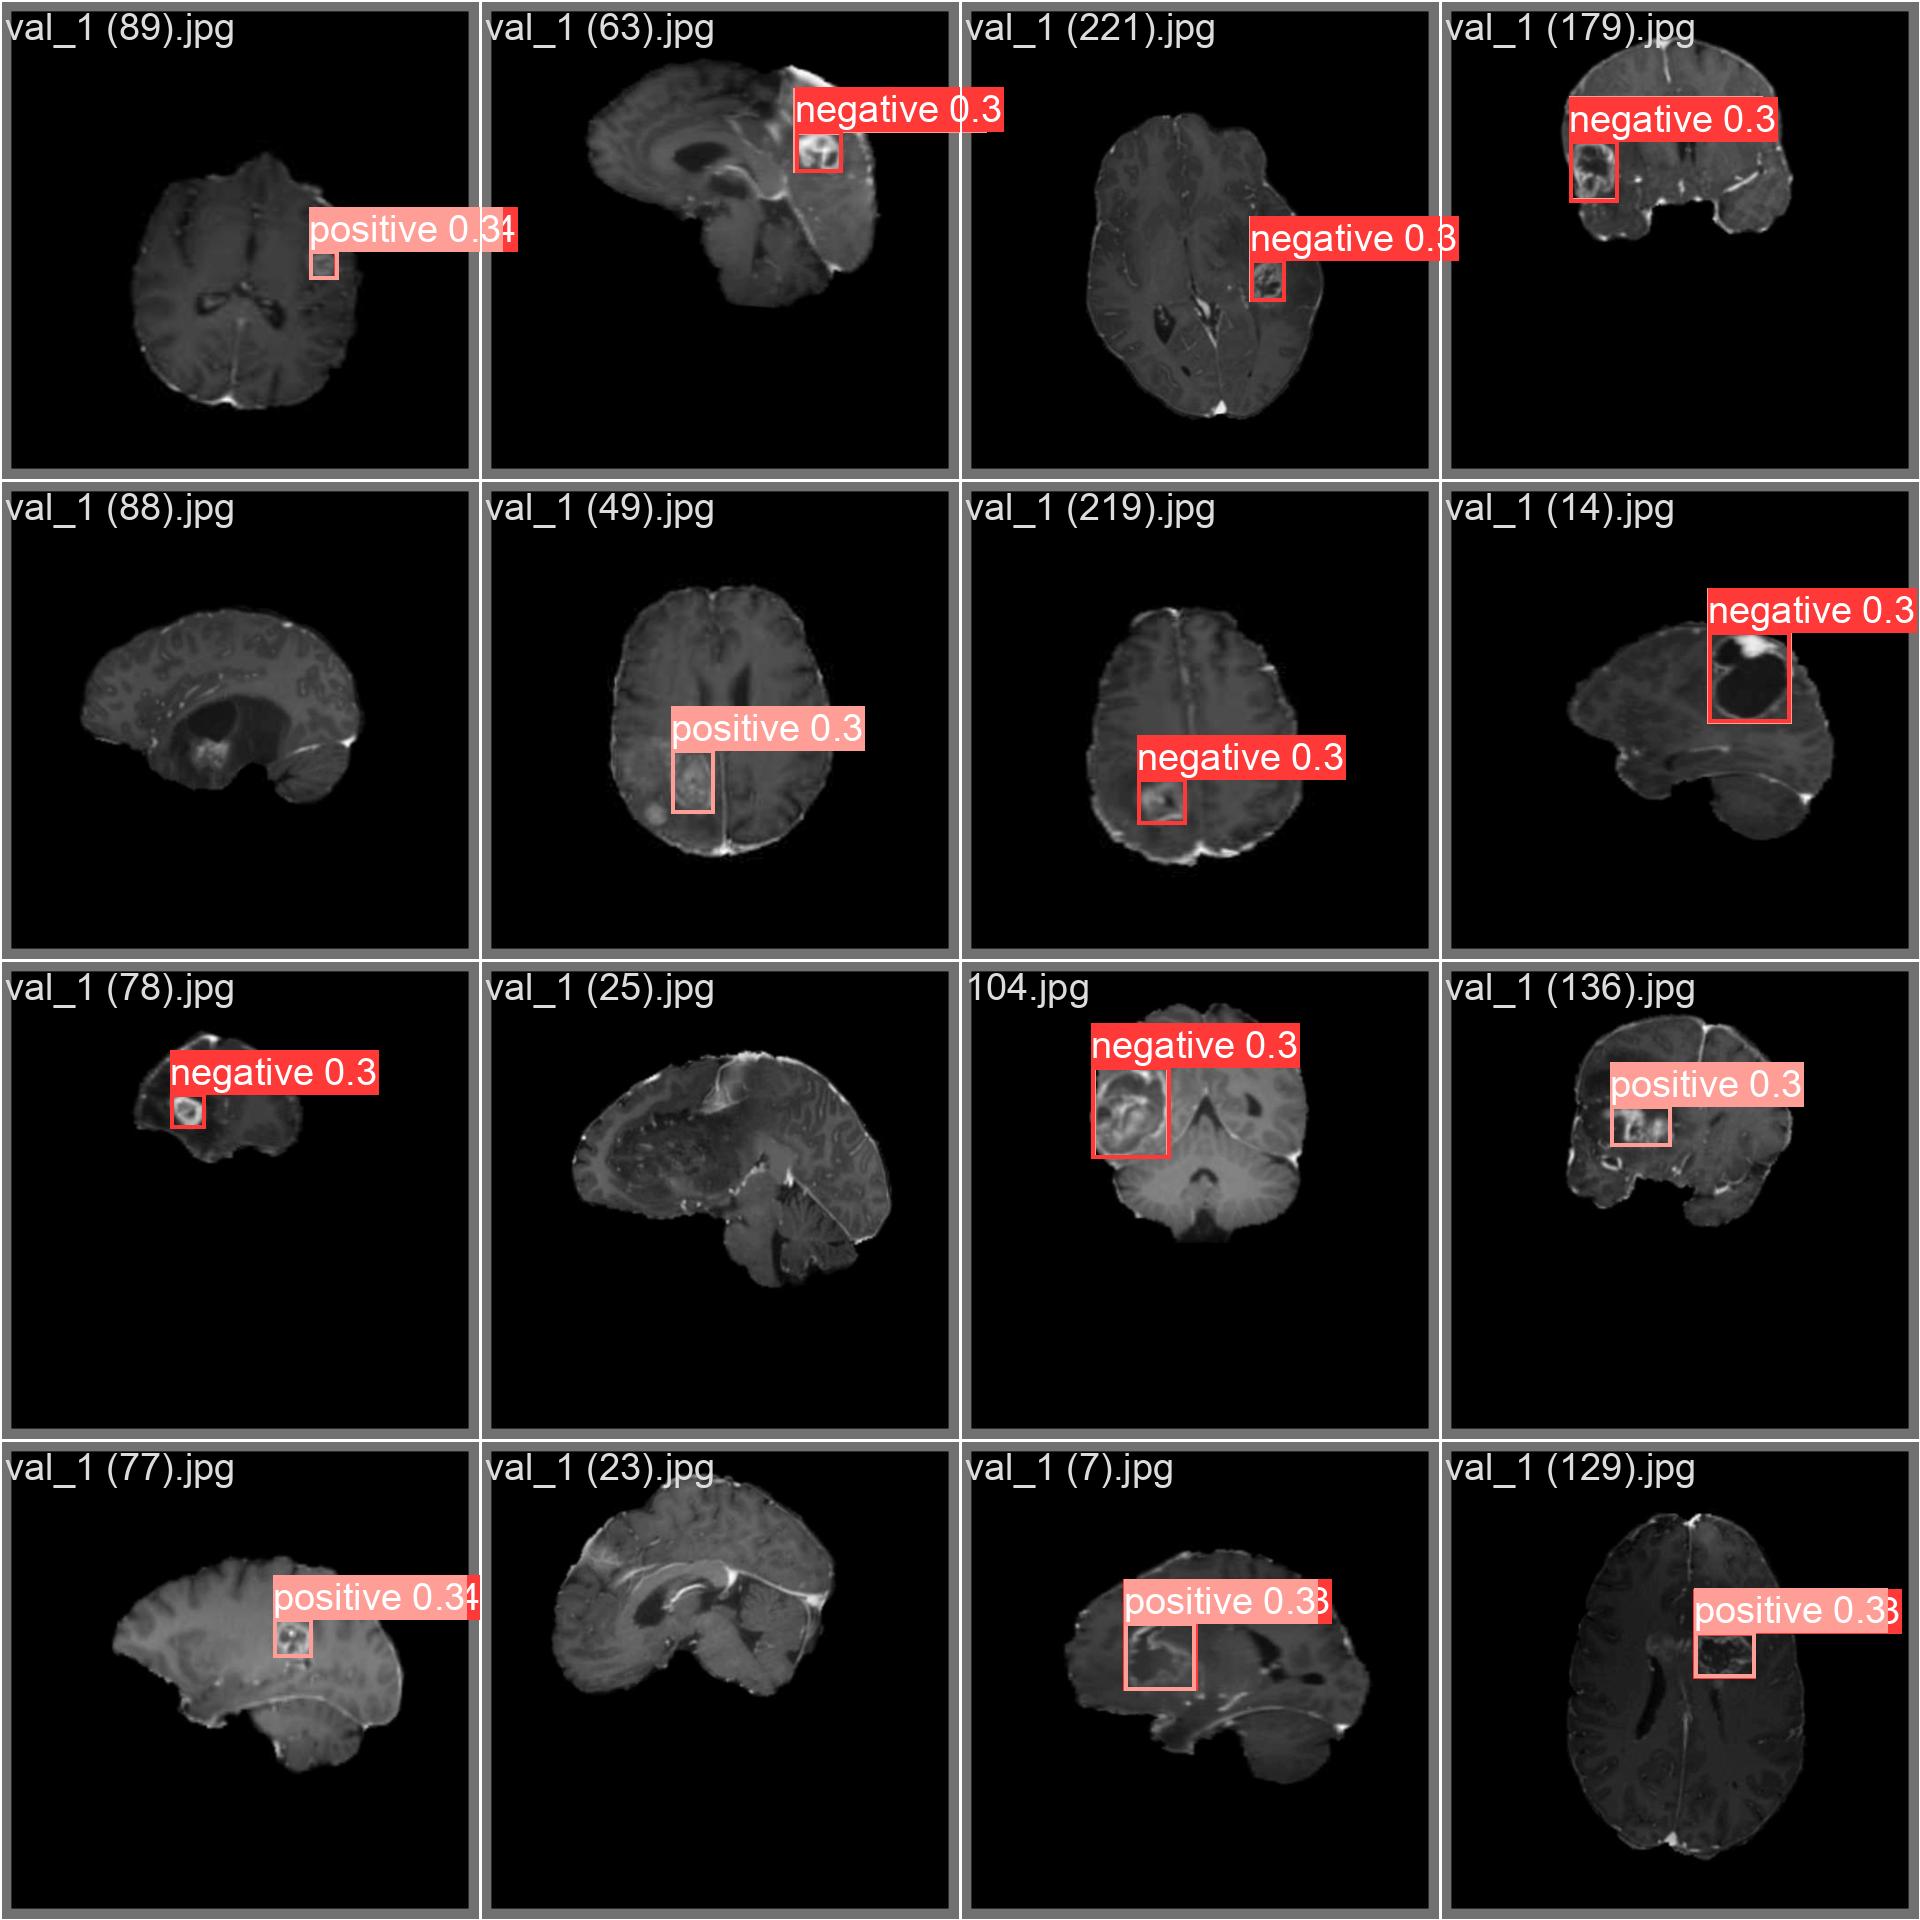 val_1 (89).jpg
positive 0.34
val_1 (63).jpg
negative 0.3
val_1 (221).jpg
negative 0.3
val_1 (179).jpg
negative 0.3
val_1 (88).jpg
val_1 (49).jpg
positive 0.3
val_1 (219).jpg
negative 0.3
val_1 (14).jpg
negative 0.3
val_1 (78).jpg
negative 0.3
val_1 (25).jpg
104.jpg
negative 0.3
val_1 (136).jpg
positive 0.3
val_1 (77).jpg
positive 0.34
val_1 (23).jpg
val_1 (7).jpg
positive 0.33
val_1 (129).jpg
positive 0.33